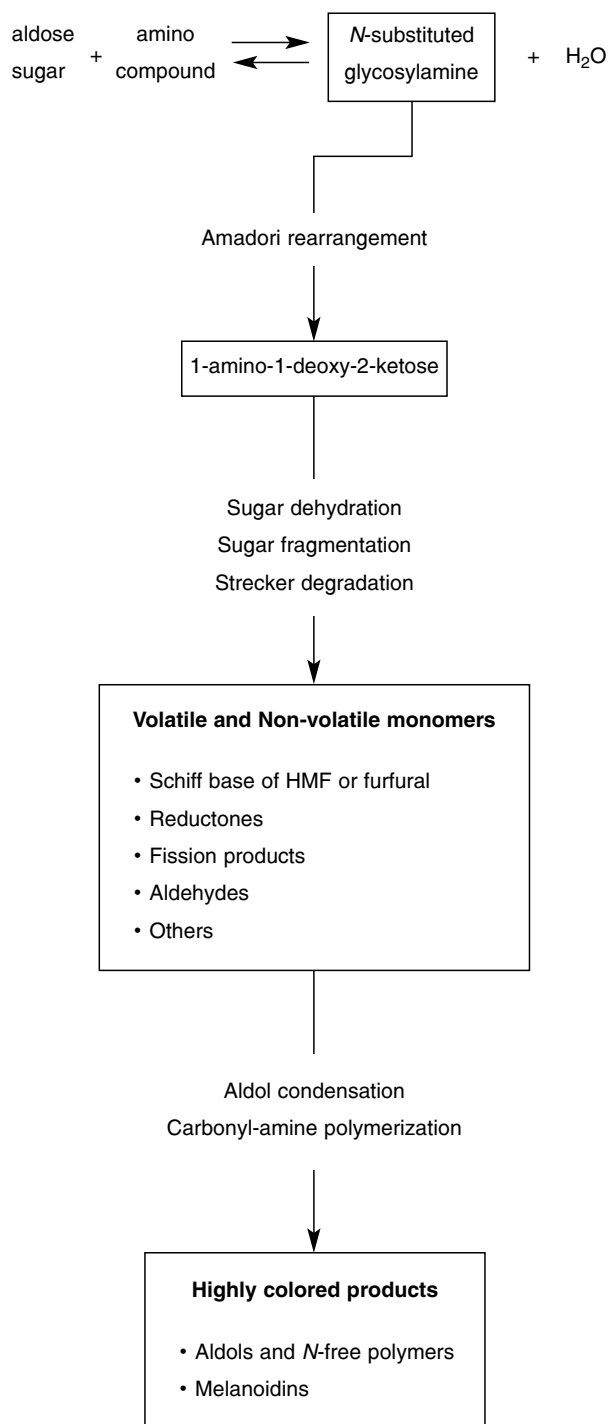 aldose amino N-substituted
sugar + compound glycosylamine + H₂O
Amadori rearrangement
1-amino-1-deoxy-2-ketose
Sugar dehydration
Sugar fragmentation
Strecker degradation
Volatile and Non-volatile monomers
• Schiff base of HMF or furfural
• Reductones
• Fission products
• Aldehydes
• Others
Aldol condensation
Carbonyl-amine polymerization
Highly colored products
• Aldols and N-free polymers
• Melanoidins